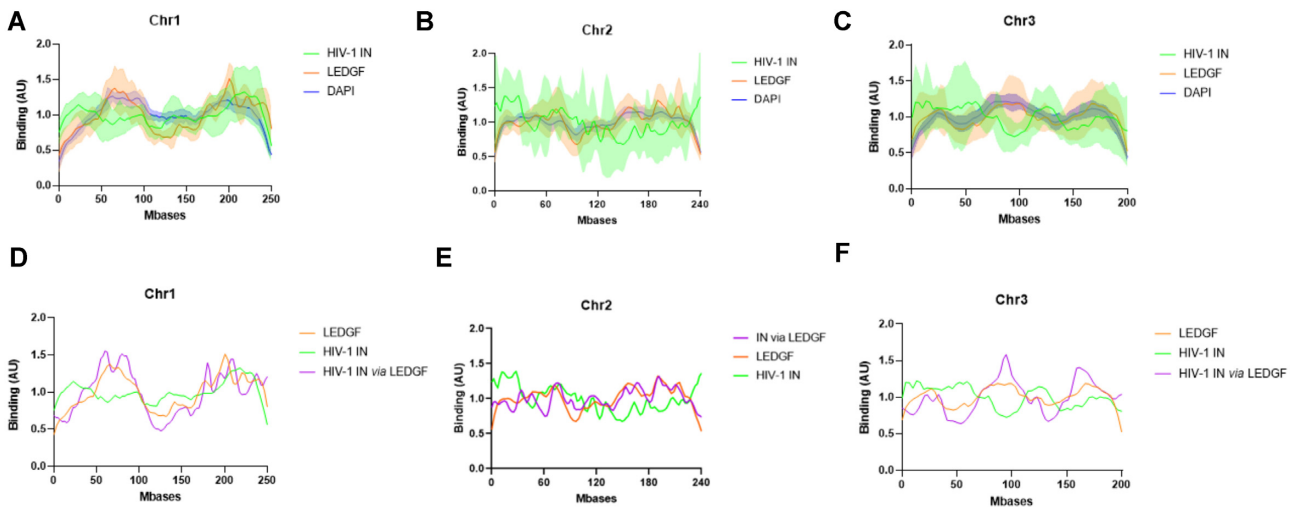 A
Chr1
Binding (AU)
2.0
1.5
1.0
0.5
0.0
0
50
100
150
200
250
Mbases
HIV-1 IN
LEDGF
DAPI
B
Chr2
Binding (AU)
2.0
1.5
1.0
0.5
0.0
0
60
120
180
240
Mbases
HIV-1 IN
LEDGF
DAPI
C
Chr3
Binding (AU)
2.0
1.5
1.0
0.5
0.0
0
50
100
150
200
Mbases
HIV-1 IN
LEDGF
DAPI
D
Chr1
Binding (AU)
2.0
1.5
1.0
0.5
0.0
0
50
100
150
200
250
Mbases
LEDGF
HIV-1 IN
HIV-1 IN via LEDGF
E
Chr2
Binding (AU)
2.0
1.5
1.0
0.5
0.0
0
60
120
180
240
Mbases
IN via LEDGF
LEDGF
HIV-1 IN
F
Chr3
Binding (AU)
2.0
1.5
1.0
0.5
0.0
0
50
100
150
200
Mbases
LEDGF
HIV-1 IN
HIV-1 IN via LEDGF